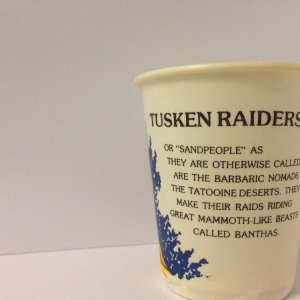 TUSKEN RAIDERS
OR "SANDPEOPLE" AS
THEY ARE OTHERWISE CALLED
ARE THE BARBARIC NOMADS
THE TATOOINE DESERTS. THEY
MAKE THEIR RAIDS RIDING
GREAT MAMMOTH-LIKE BEASTS
CALLED BANTHAS.